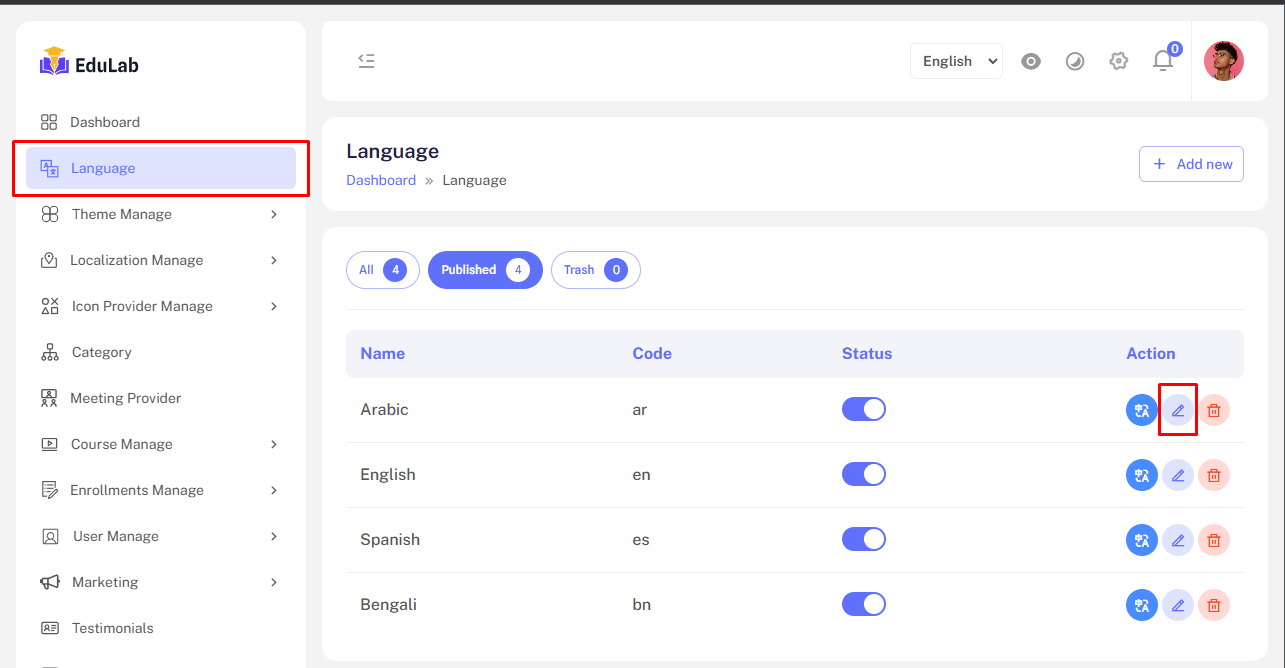 EduLab
Dashboard
Language
Theme Manage
Localization Manage
Icon Provider Manage
Category
Meeting Provider
Course Manage
Enrollments Manage
User Manage
Marketing
Testimonials
English
0
Language
Dashboard » Language
+ Add new
All 4
Published 4
Trash 0
Name Code Status Action
Arabic ar
English en
Spanish es
Bengali bn